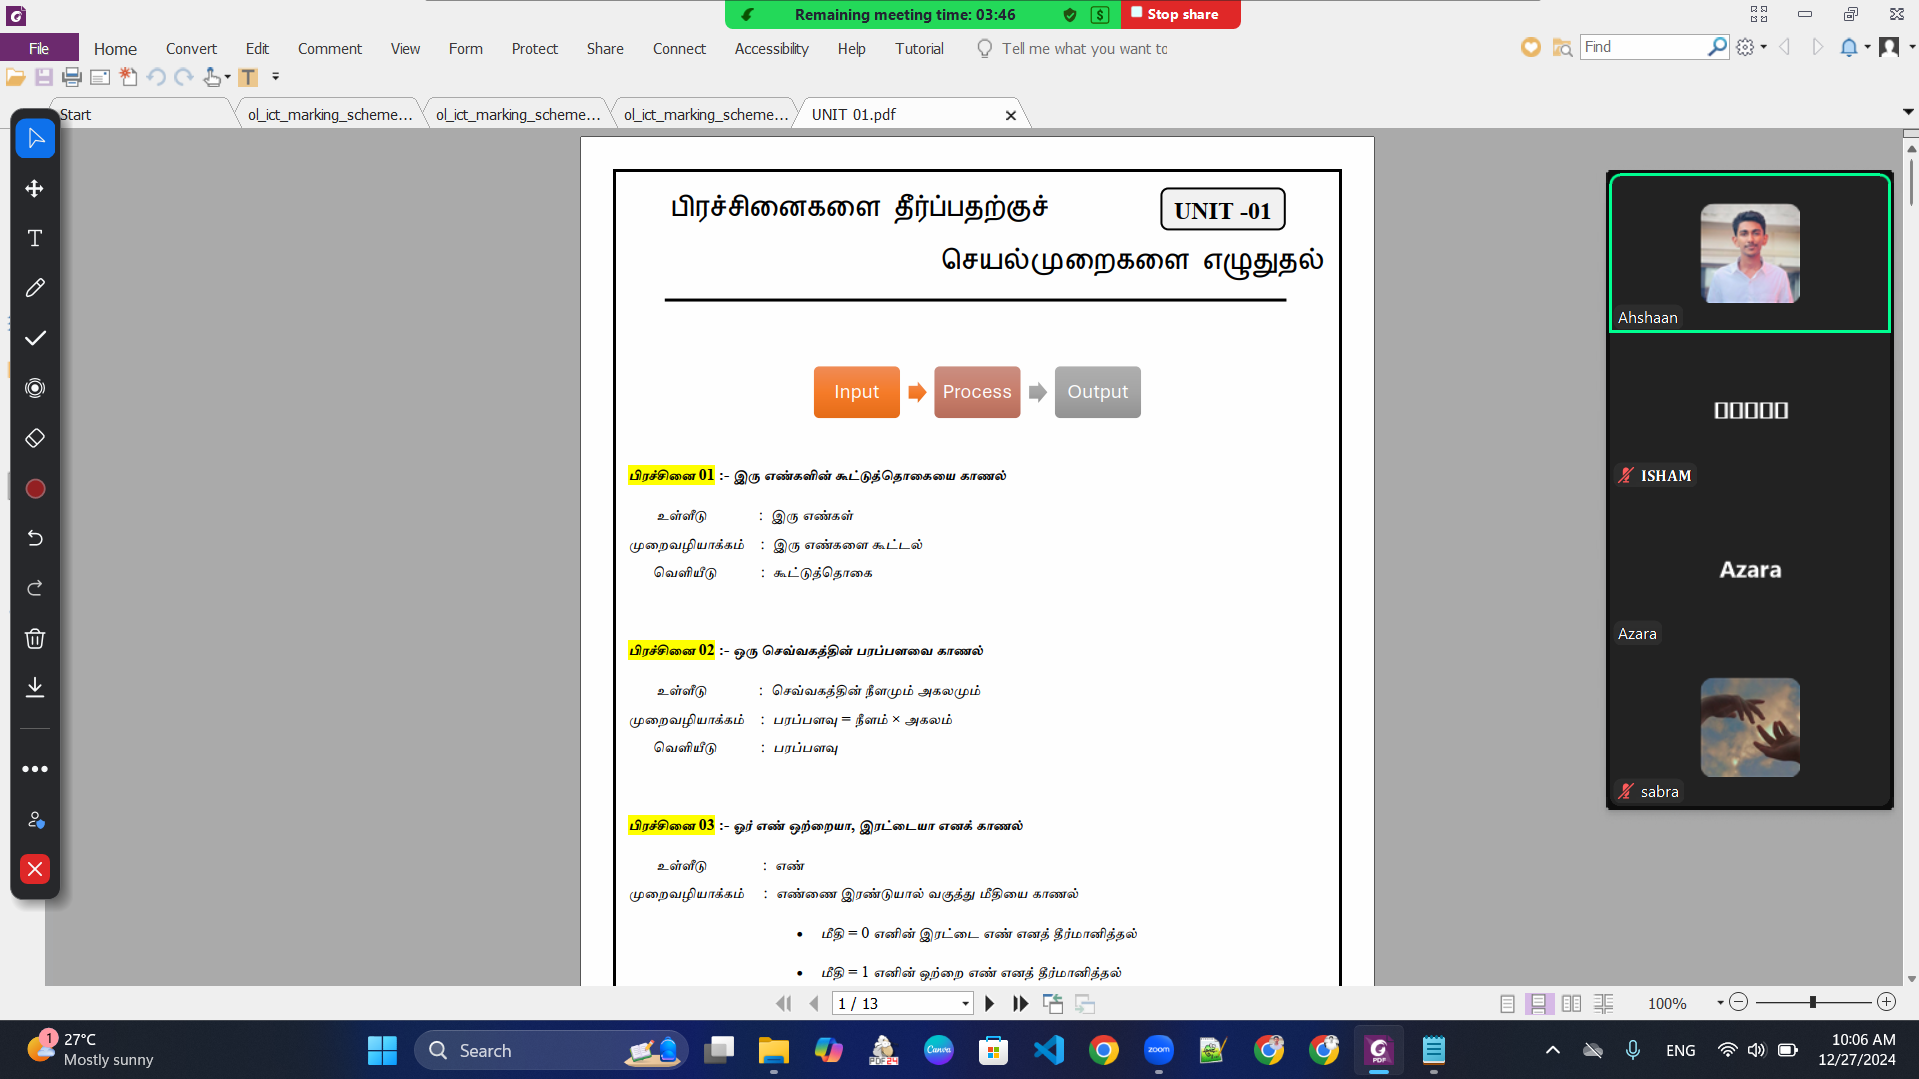 Remaining meeting time: 03:46
Stop share
File Home Convert Edit Comment View Form Protect Share Connect Accessibility Help Tutorial Tell me what you want to
Find
Start
ol_ict_marking_scheme...
ol_ict_marking_scheme...
ol_ict_marking_scheme...
UNIT 01.pdf
பிரச்சினைகளை தீர்ப்பதற்குச்
UNIT -01
செயல்முறைகளை எழுதுதல்
Input Process Output
பிரச்சினை 01 :- இரு எண்களின் கூட்டுத்தொகையை காணல்
உள்ளீடு : இரு எண்கள்
முறைவழியாக்கம் : இரு எண்களை கூட்டல்
வெளியீடு : கூட்டுத்தொகை
பிரச்சினை 02 :- ஒரு செவ்வகத்தின் பரப்பளவை காணல்
உள்ளீடு : செவ்வகத்தின் நீளமும் அகலமும்
முறைவழியாக்கம் : பரப்பளவு = நீளம் × அகலம்
வெளியீடு : பரப்பளவு
பிரச்சினை 03 :- ஓர் எண் ஒற்றையா, இரட்டையா எனக் காணல்
உள்ளீடு : எண்
முறைவழியாக்கம் : எண்ணை இரண்டுயால் வகுத்து மீதியை காணல்
• மீதி = 0 எனின் இரட்டை எண் எனத் தீர்மானித்தல்
• மீதி = 1 எனின் ஒற்றை எண் எனத் தீர்மானித்தல்
Ahshaan
ISHAM
Azara
Azara
sabra
1 / 13
100%
1
27°C
Mostly sunny
Search
PDF24
Canva
zoom
PDF
ENG
10:06 AM
12/27/2024